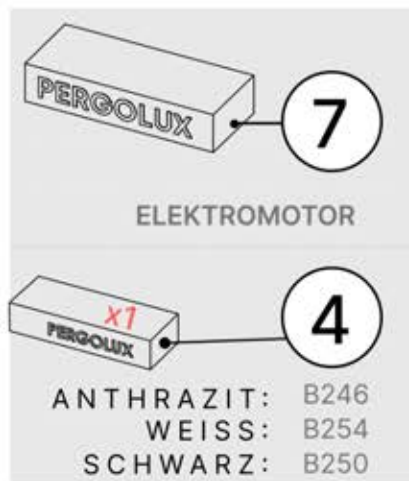 PERGOLUX
7
ELEKTROMOTOR
x1
PERGOLUX
4
ANTHRAZIT: B246
WEISS: B254
SCHWARZ: B250